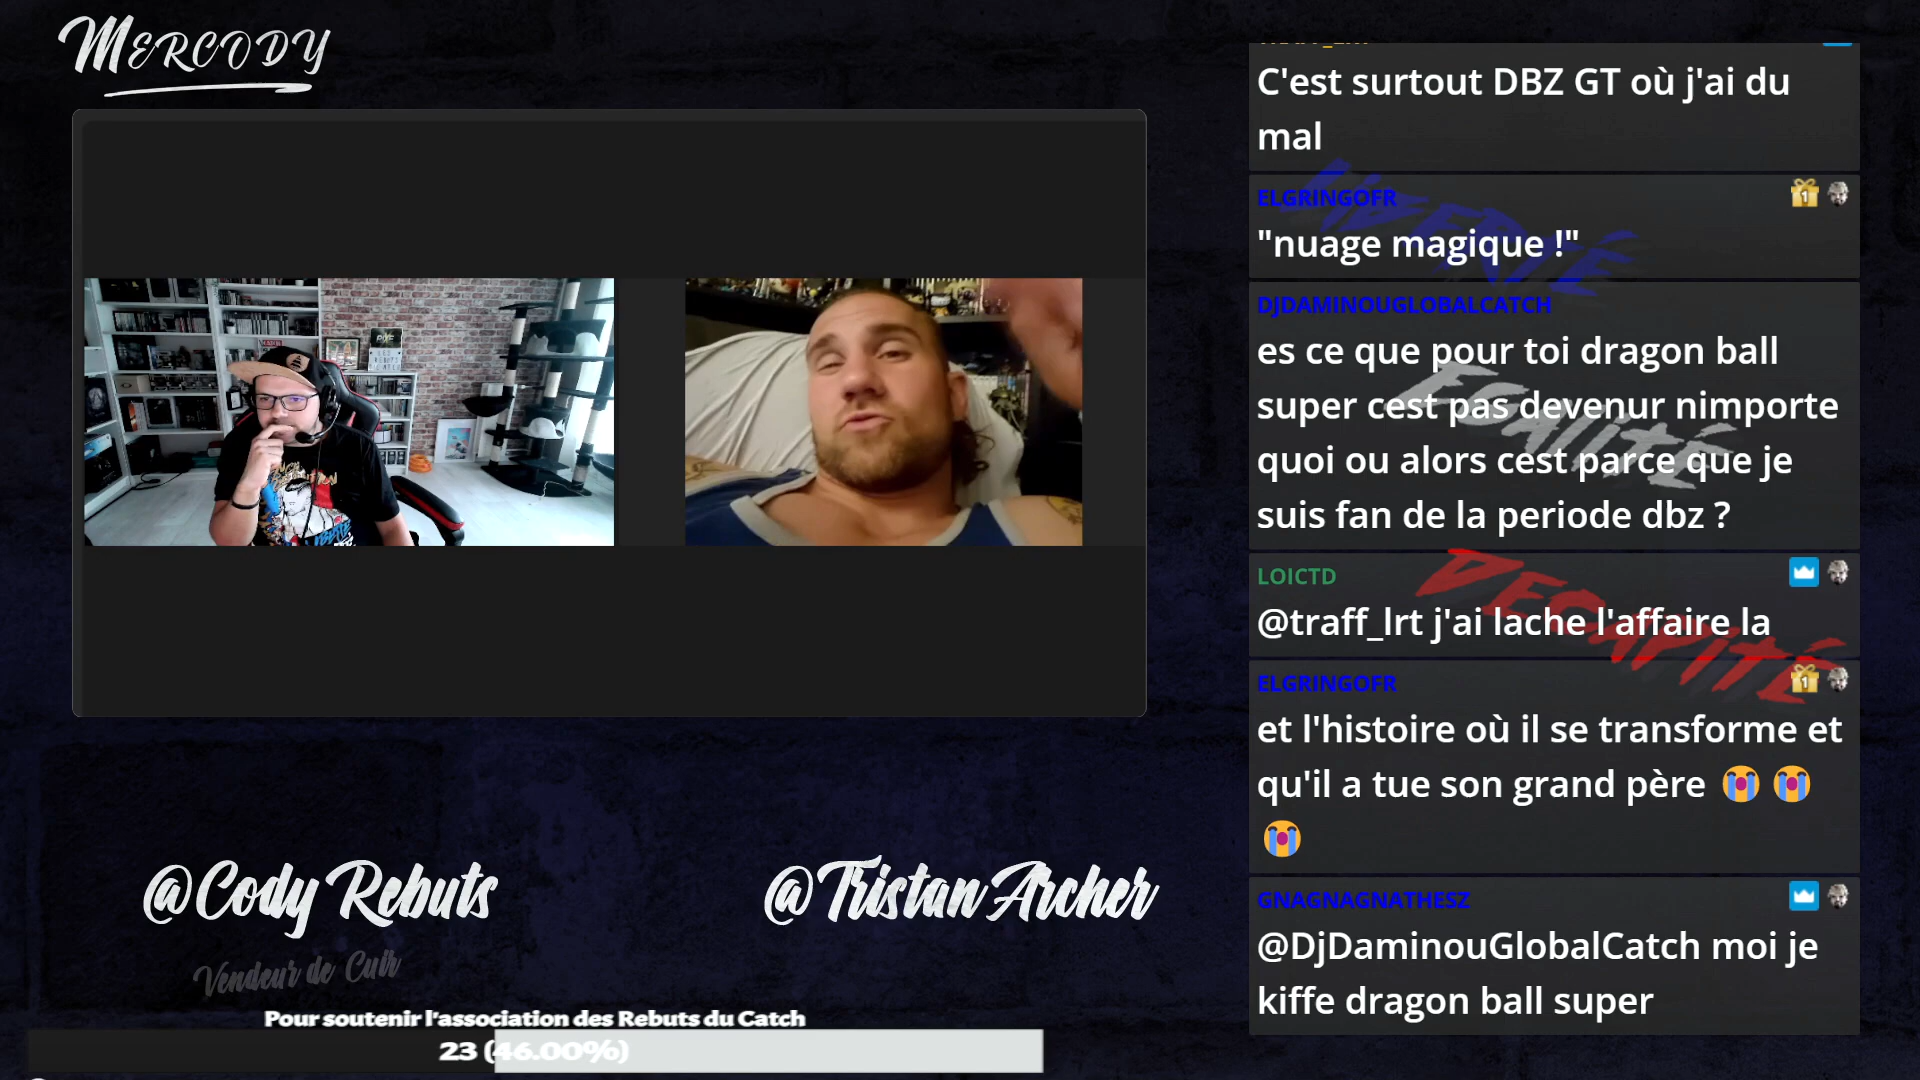 MERCODY
C'est surtout DBZ GT où j'ai du
mal
ELGRINGOFR
"nuage magique !"
DJDAMINOUGLOBALCATCH
es ce que pour toi dragon ball
super cest pas devenur nimporte
quoi ou alors cest parce que je
suis fan de la periode dbz ?
LOICTD
@traff_lrt j'ai lache l'affaire la
ELGRINGOFR
et l'histoire où il se transforme et
qu'il a tue son grand père 😭 😭
😭
GNAGNAGNATHESZ
@DjDaminouGlobalCatch moi je
kiffe dragon ball super
LIBERTÉ
EGALITÉ
DECAPITÉ
@Cody Rebuts
@Tristan Archer
Vendeur de Cuir
Pour soutenir l'association des Rebuts du Catch
23 (46.00%)